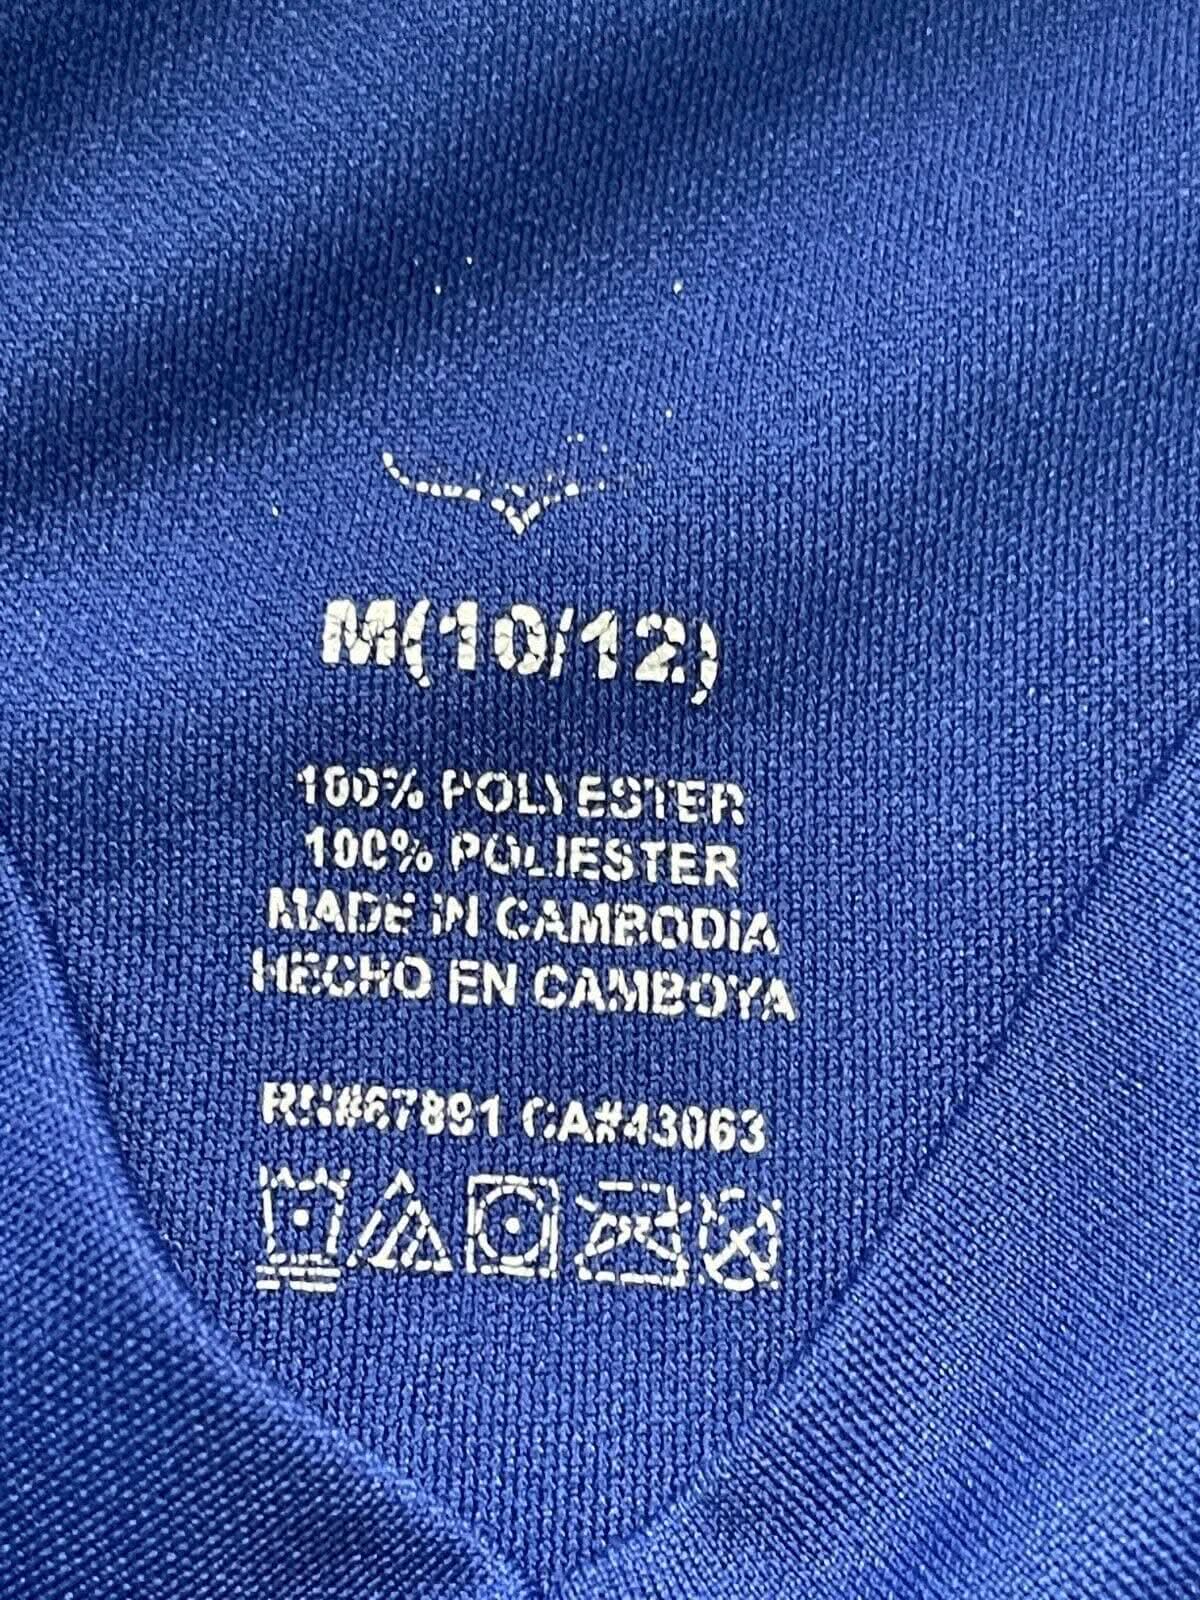 M(10/12)
100% POLYESTER
100% POLIESTER
MADE IN CAMBODIA
HECHO EN CAMBOYA
RN#67891 CA#43063